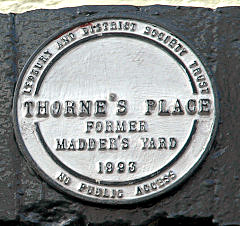 LEDBURY AND DISTRICT SOCIETY TRUST
THORNE'S PLACE
FORMER
MADDER'S YARD
1993
NO PUBLIC ACCESS